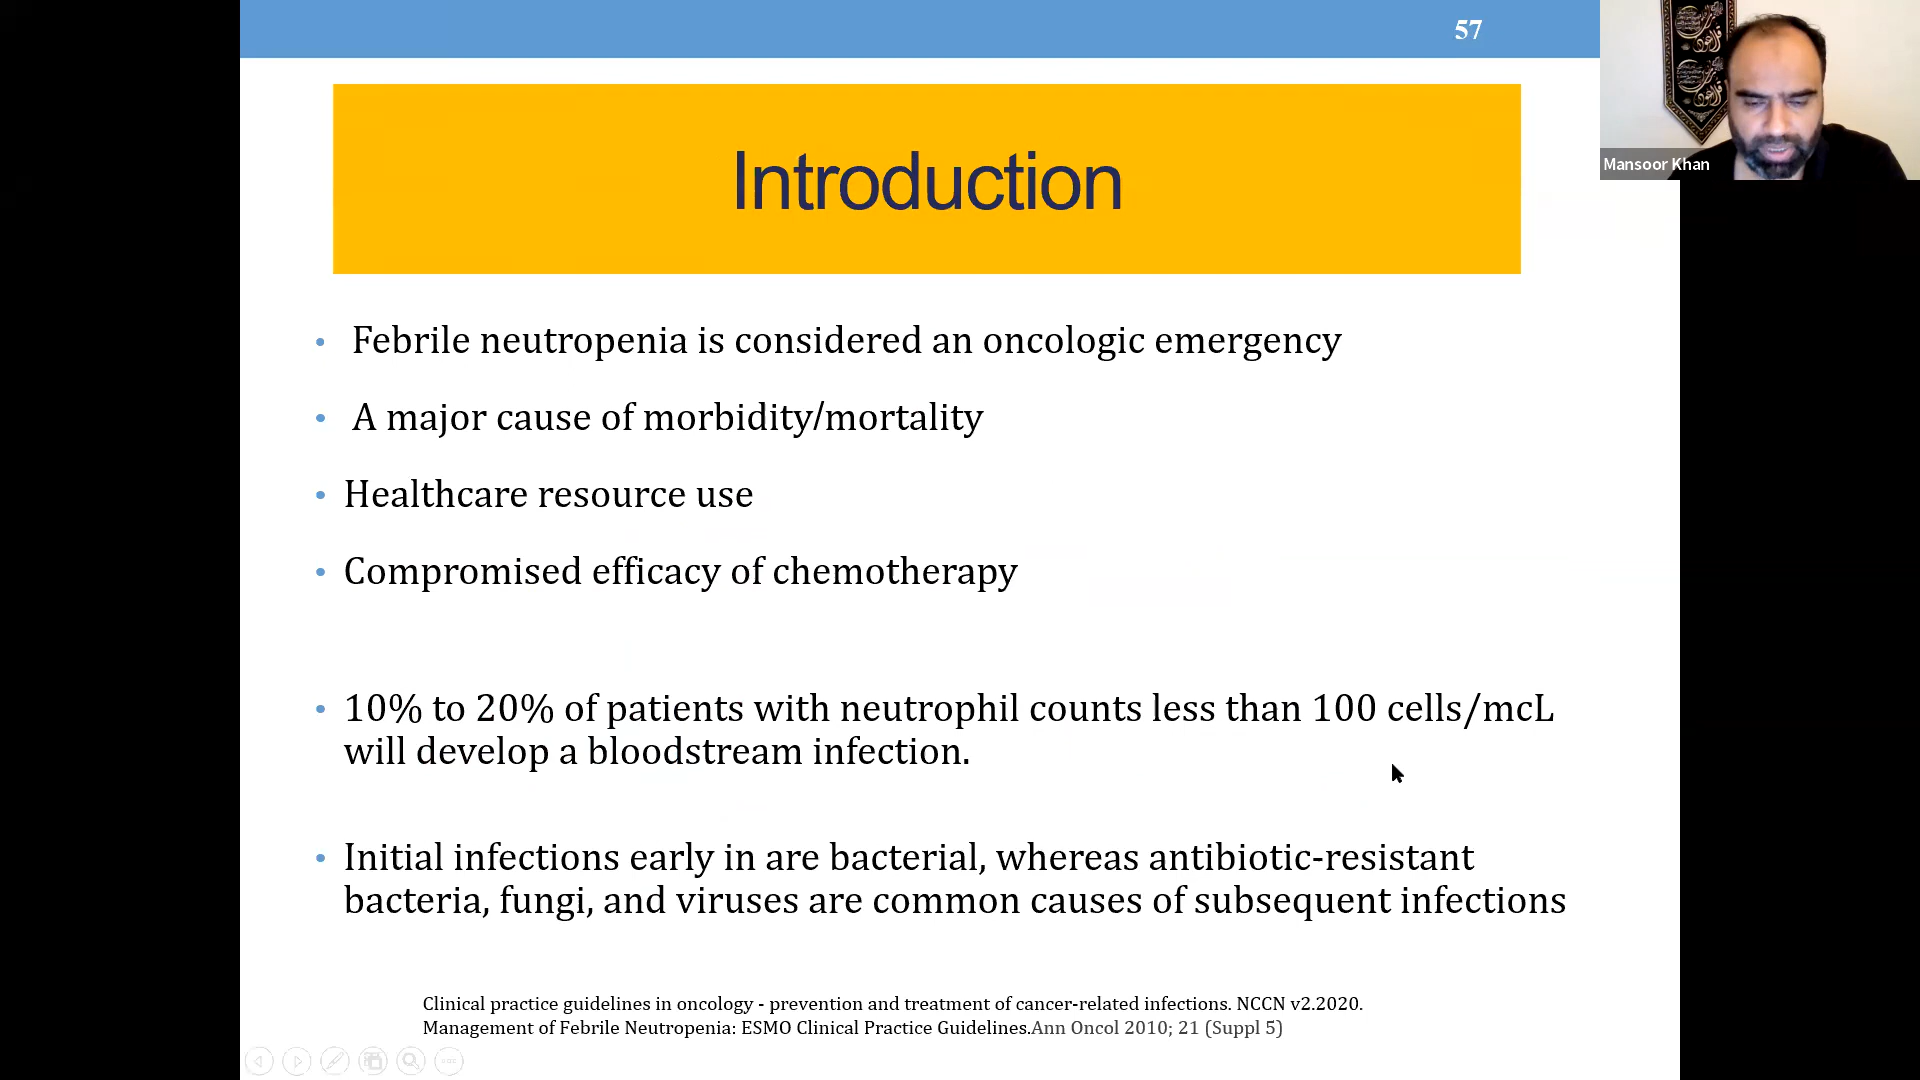 57
Introduction
• Febrile neutropenia is considered an oncologic emergency
• A major cause of morbidity/mortality
• Healthcare resource use
• Compromised efficacy of chemotherapy
• 10% to 20% of patients with neutrophil counts less than 100 cells/mcL
will develop a bloodstream infection.
• Initial infections early in are bacterial, whereas antibiotic-resistant
bacteria, fungi, and viruses are common causes of subsequent infections
Clinical practice guidelines in oncology - prevention and treatment of cancer-related infections. NCCN v2.2020.
Management of Febrile Neutropenia: ESMO Clinical Practice Guidelines.Ann Oncol 2010; 21 (Suppl 5)
Mansoor Khan